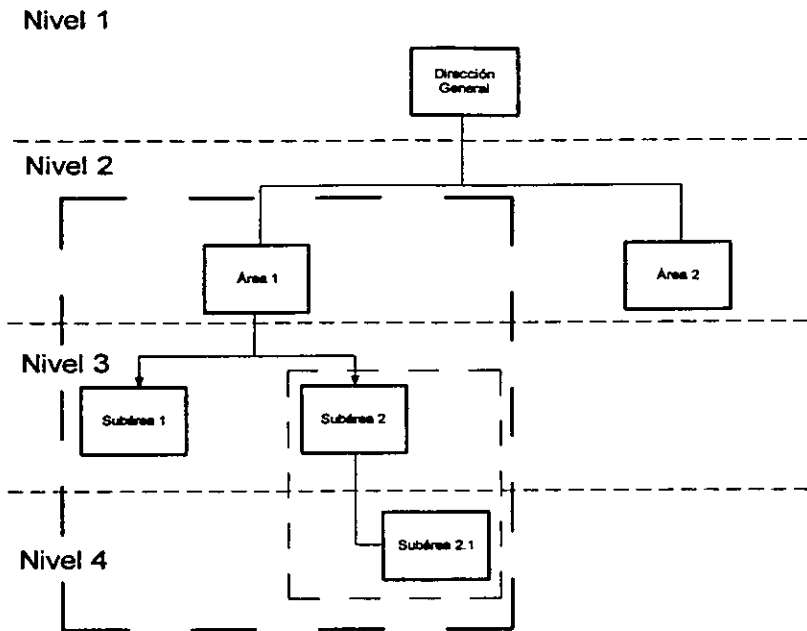 Nivel 1
Dirección
General
Nivel 2
Área 1
Área 2
Nivel 3
Subárea 1
Subárea 2
Nivel 4
Subárea 2.1